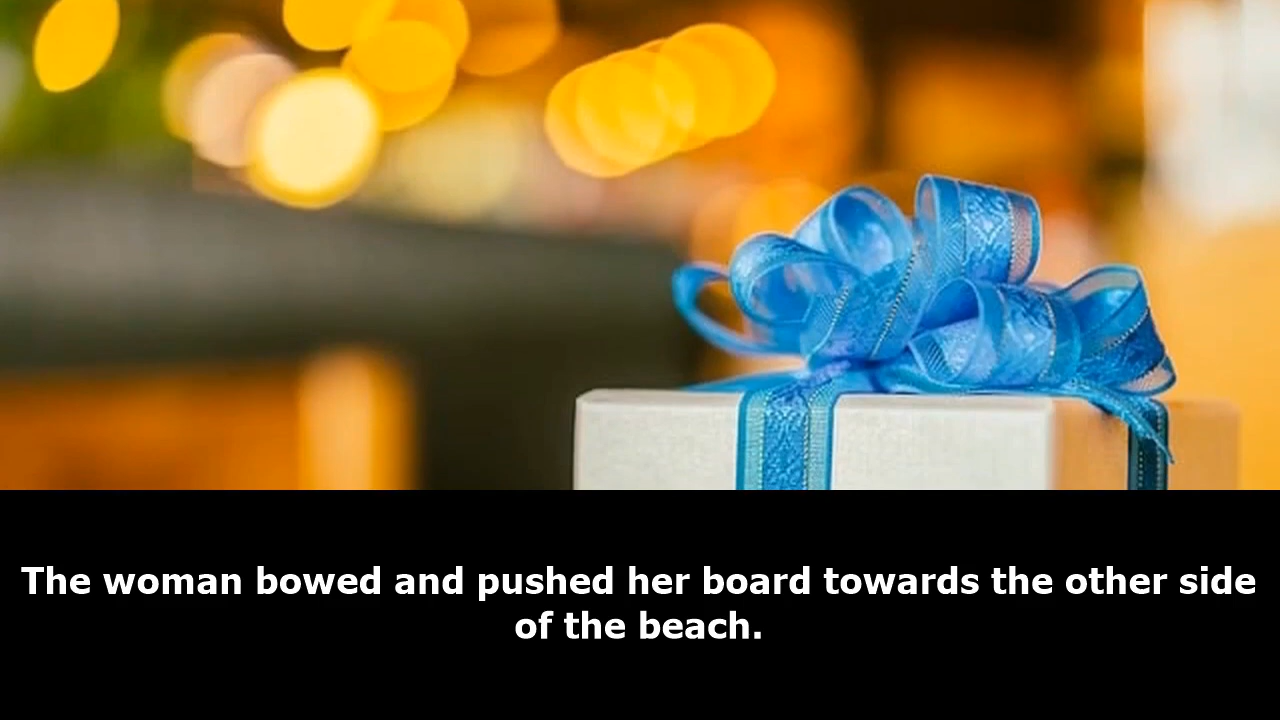 The woman bowed and pushed her board towards the other side
of the beach.